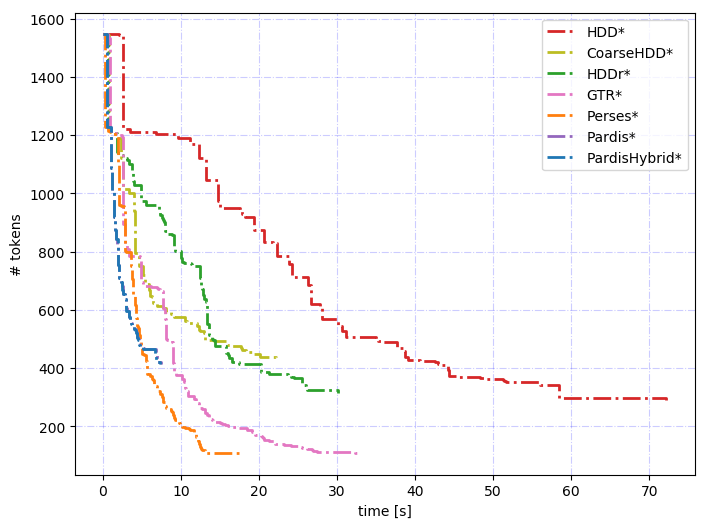 1600
1400
1200
1000
800
600
400
200
# tokens
0 10 20 30 40 50 60 70
time [s]
HDD*
CoarseHDD*
HDDr*
GTR*
Perses*
Pardis*
PardisHybrid*